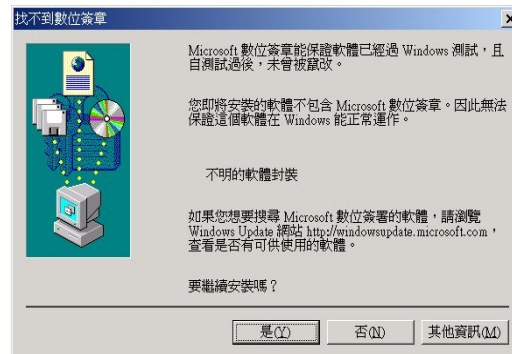 找不到數位簽章
Microsoft 數位簽章能保證軟體已經過 Windows 測試，且
自測試過後，未曾被竄改。
您即將安裝的軟體不包含 Microsoft 數位簽章。因此無法
保證這個軟體在 Windows 能正常運作。
不明的軟體封裝
如果您想要搜尋 Microsoft 數位簽署的軟體，請瀏覽
Windows Update 網站 http://windowsupdate.microsoft.com，
查看是否有可供使用的軟體。
要繼續安裝嗎？
是(Y) 否(N) 其他資訊(M)